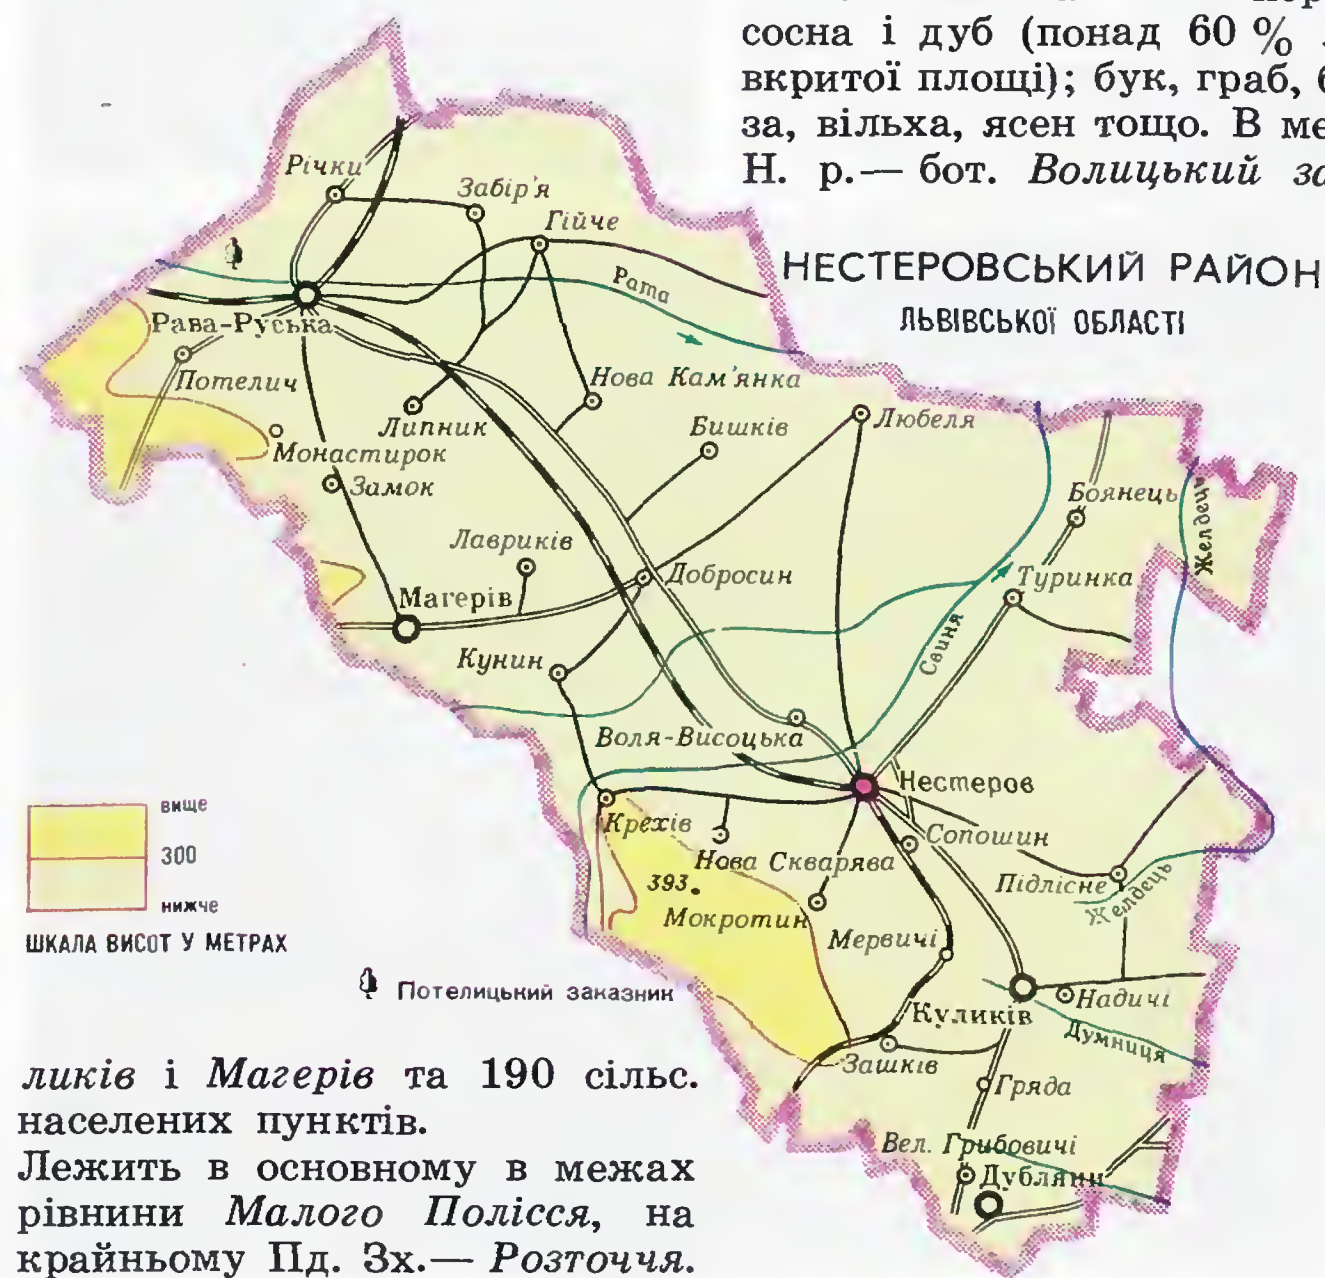 сосна і дуб (понад 60 %
вкритої площі); бук, граб,
за, вільха, ясен тощо. В ме
Н. р.— бот. Волицький за
НЕСТЕРОВСЬКИЙ РАЙОН
ЛЬВІВСЬКОЇ ОБЛАСТІ
Річки
Забір'я
Гійче
Рата
Рава-Руська
Потелич
Нова Кам'янка
Липник
Бишків
Любеля
Монастирок
Замок
Боянець
Желдець
Лавриків
Добросин
Туринка
Магерів
Свиня
Кунин
Воля-Висоцька
Нестеров
Крехів
Сопошин
Нова Скварява
Підлісне
393
Желдець
Мокротин
Мервичі
Куликів
Надичі
Думниця
Зашків
Гряда
Вел. Грибовичі
Дубляни
вище
300
нижче
ШКАЛА ВИСОТ У МЕТРАХ
Потелицький заказник
ликів і Магерів та 190 сільс.
населених пунктів.
Лежить в основному в межах
рівнини Малого Полісся, на
крайньому Пд. Зх.— Розточчя.